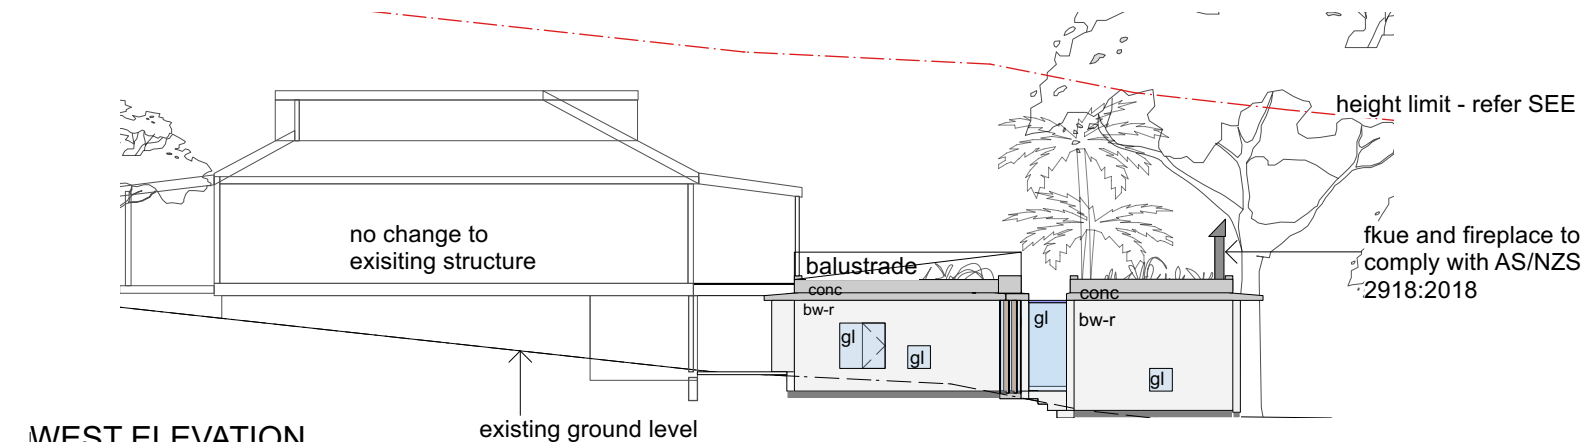 height limit - refer SEE
no change to
exisiting structure
fkue and fireplace to
comply with AS/NZS
2918:2018
balustrade
conc
conc
bw-r
bw-r
gl
gl
gl
gl
existing ground level
WEST ELEVATION